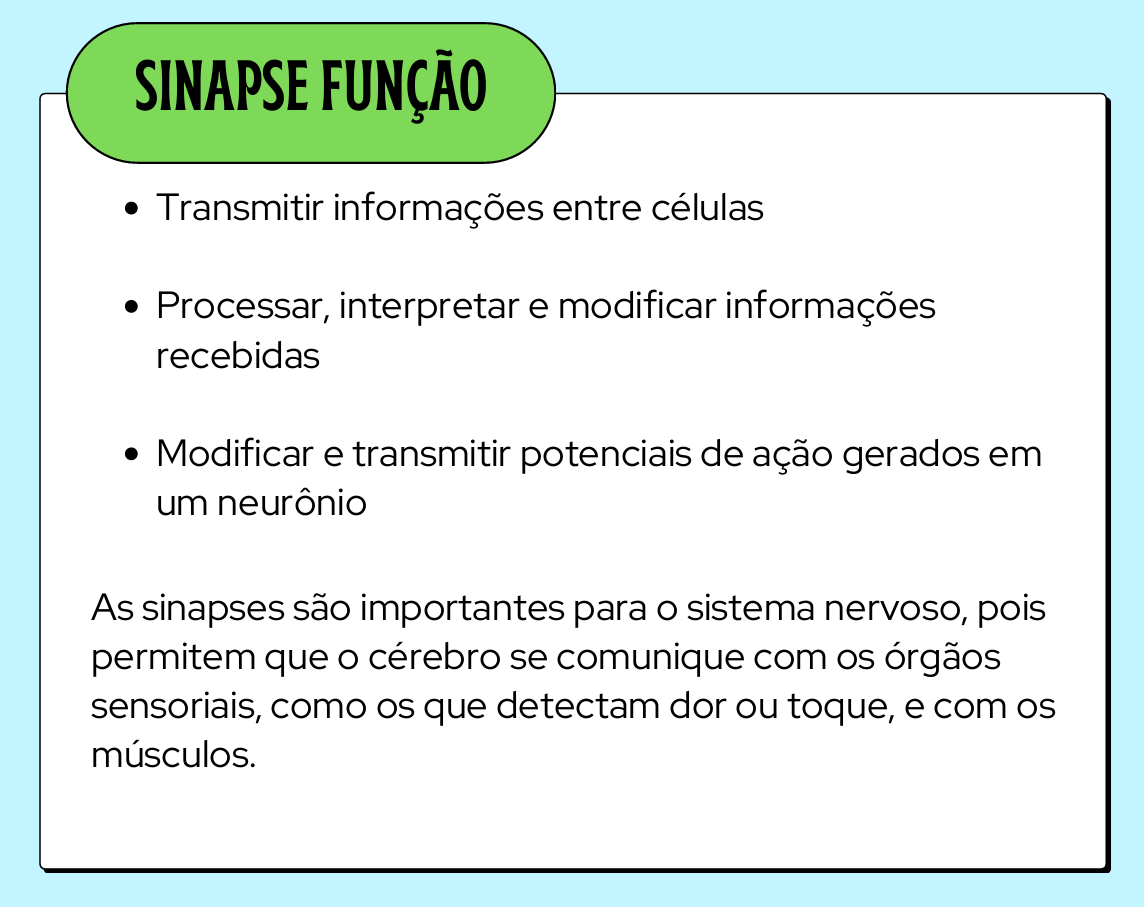 SINAPSE FUNÇÃO
• Transmitir informações entre células
• Processar, interpretar e modificar informações
recebidas
• Modificar e transmitir potenciais de ação gerados em
um neurônio
As sinapses são importantes para o sistema nervoso, pois
permitem que o cérebro se comunique com os órgãos
sensoriais, como os que detectam dor ou toque, e com os
músculos.